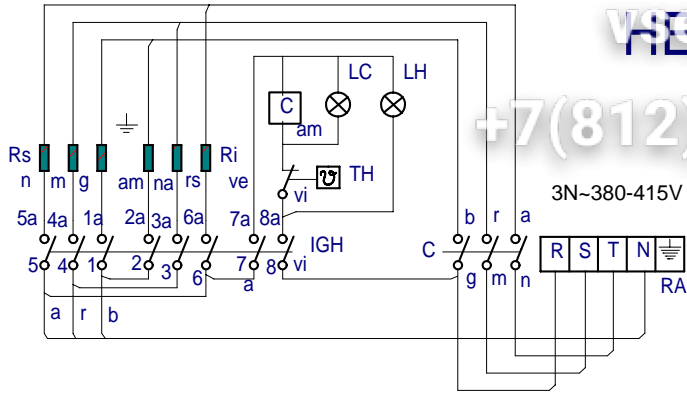 HE
+7(812)
LC LH
C
am
Rs Ri
n m g am na rs ve
TH
vi
3N~380-415V
5a 4a 1a 2a 3a 6a 7a 8a
b r a
IGH
C
R S T N
5 4 1 2 3 6 7 8 vi
a
g m n
RA
a r b